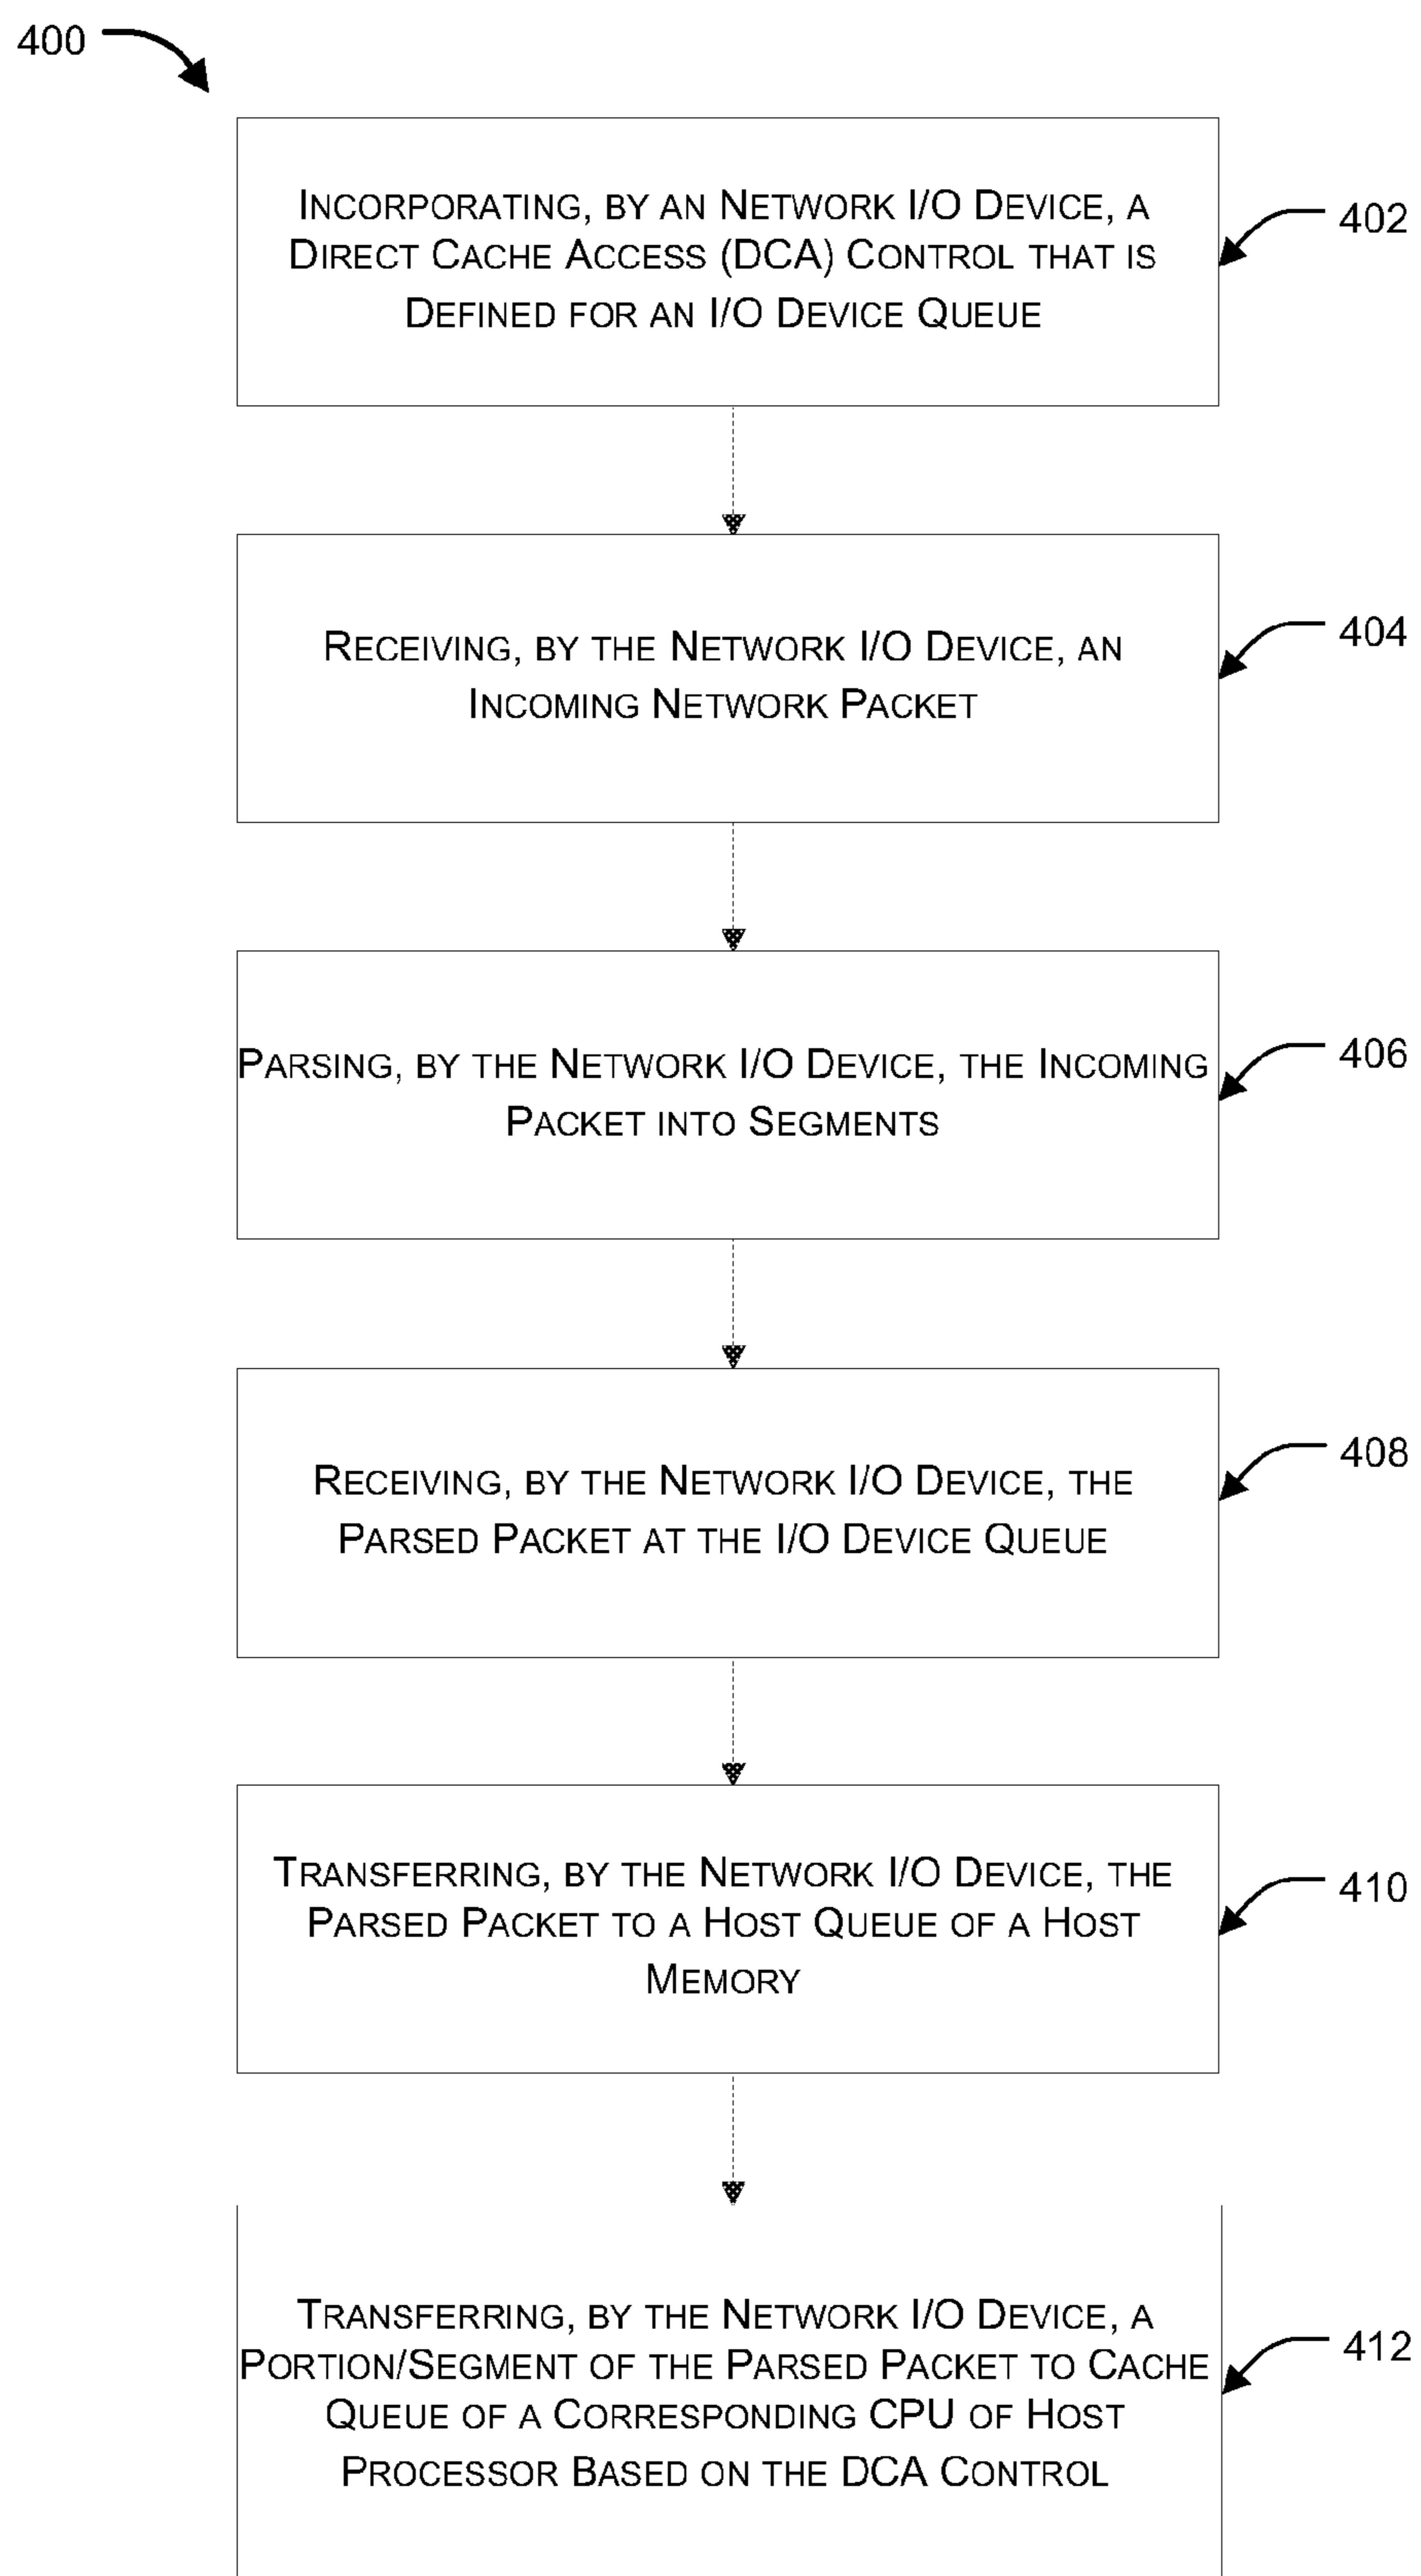 400
INCORPORATING, BY AN NETWORK I/O DEVICE, A
DIRECT CACHE ACCESS (DCA) CONTROL THAT IS
DEFINED FOR AN I/O DEVICE QUEUE
402
RECEIVING, BY THE NETWORK I/O DEVICE, AN
INCOMING NETWORK PACKET
404
PARSING, BY THE NETWORK I/O DEVICE, THE INCOMING
PACKET INTO SEGMENTS
406
RECEIVING, BY THE NETWORK I/O DEVICE, THE
PARSED PACKET AT THE I/O DEVICE QUEUE
408
TRANSFERRING, BY THE NETWORK I/O DEVICE, THE
PARSED PACKET TO A HOST QUEUE OF A HOST
MEMORY
410
TRANSFERRING, BY THE NETWORK I/O DEVICE, A
PORTION/SEGMENT OF THE PARSED PACKET TO CACHE
QUEUE OF A CORRESPONDING CPU OF HOST
PROCESSOR BASED ON THE DCA CONTROL
412